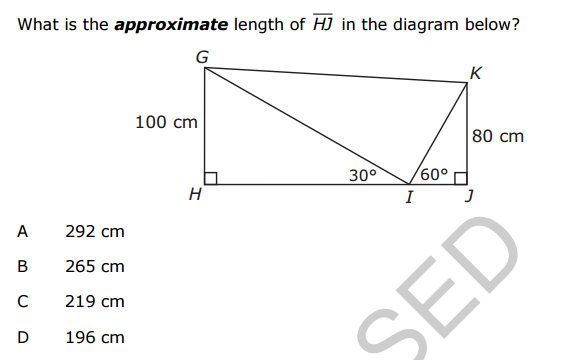 What is the approximate length of HJ in the diagram below?
G
K
100 cm
80 cm
30° 60°
H I J
A 292 cm
B 265 cm
C 219 cm
D 196 cm
SED